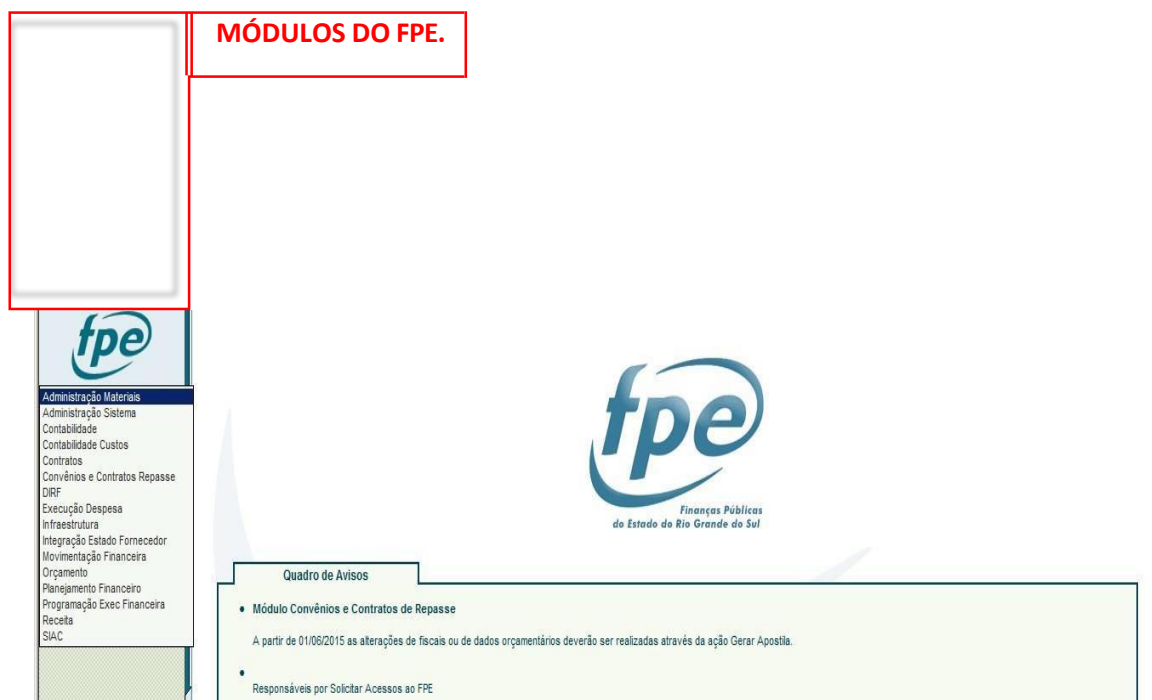 MÓDULOS DO FPE.
fpe
Administração Materiais
Administração Sistema
Contabilidade
Contabilidade Custos
Contratos
Convênios e Contratos Repasse
DIRF
Execução Despesa
Infraestrutura
Integração Estado Fornecedor
Movimentação Financeira
Orçamento
Planejamento Financeiro
Programação Exec Financeira
Receita
SIAC
fpe
Finanças Públicas
do Estado do Rio Grande do Sul
Quadro de Avisos
• Módulo Convênios e Contratos de Repasse
A partir de 01/06/2015 as alterações de fiscais ou de dados orçamentários deverão ser realizadas através da ação Gerar Apostila.
•
Responsáveis por Solicitar Acessos ao FPE